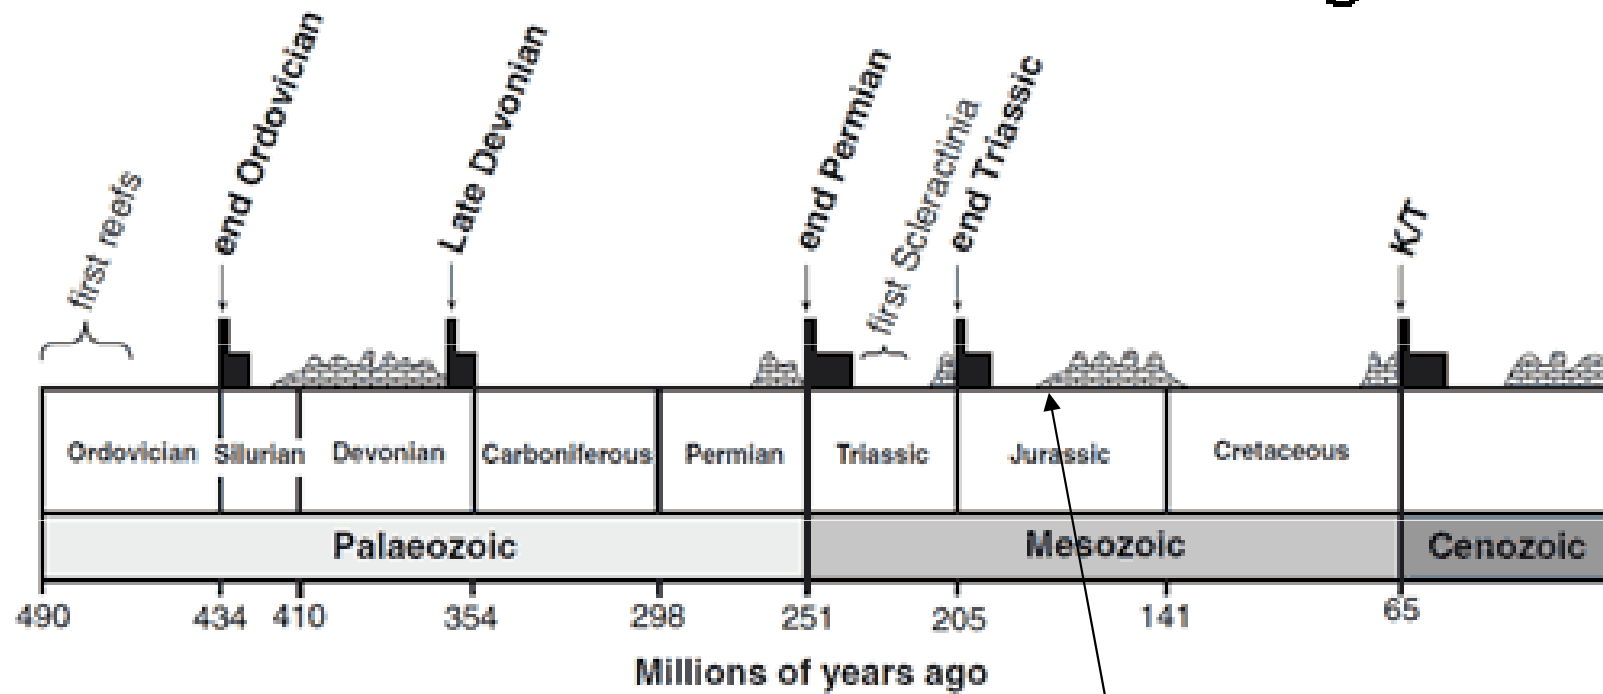 first reefs
end Ordovician
Late Devonian
end Permian
first Scleractinia
end Triassic
K/T
Ordovician Silurian Devonian Carboniferous Permian Triassic Jurassic Cretaceous
Palaeozoic Mesozoic Cenozoic
490 434 410 354 298 251 205 141 65
Millions of years ago